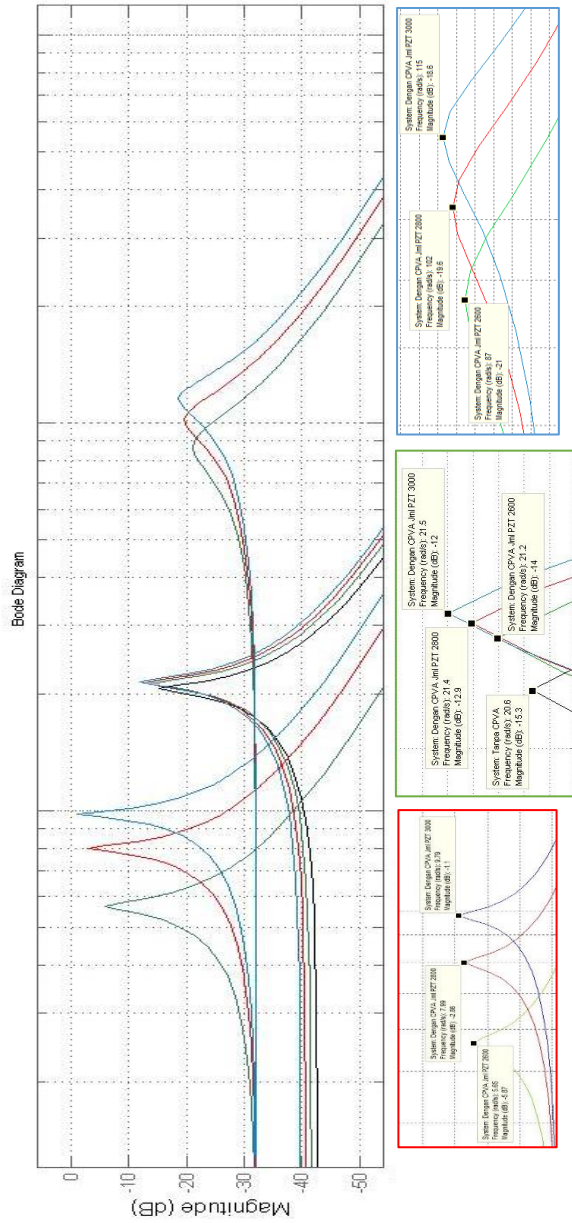 Bode Diagram
Magnitude (dB)
0
-10
-20
-30
-40
-50
System: Dengan CPVA Jml PZT 2600
Frequency (rad/s): 5.65
Magnitude (dB): -5.87
System: Dengan CPVA Jml PZT 2800
Frequency (rad/s): 7.99
Magnitude (dB): -2.86
System: Dengan CPVA Jml PZT 3000
Frequency (rad/s): 9.79
Magnitude (dB): -1.1
System: Tanpa CPVA
Frequency (rad/s): 20.6
Magnitude (dB): -15.3
System: Dengan CPVA Jml PZT 2800
Frequency (rad/s): 21.4
Magnitude (dB): -12.9
System: Dengan CPVA Jml PZT 2600
Frequency (rad/s): 21.2
Magnitude (dB): -14
System: Dengan CPVA Jml PZT 3000
Frequency (rad/s): 21.5
Magnitude (dB): -12
System: Dengan CPVA Jml PZT 2600
Frequency (rad/s): 87
Magnitude (dB): -21
System: Dengan CPVA Jml PZT 2800
Frequency (rad/s): 102
Magnitude (dB): -19.6
System: Dengan CPVA Jml PZT 3000
Frequency (rad/s): 115
Magnitude (dB): -18.6